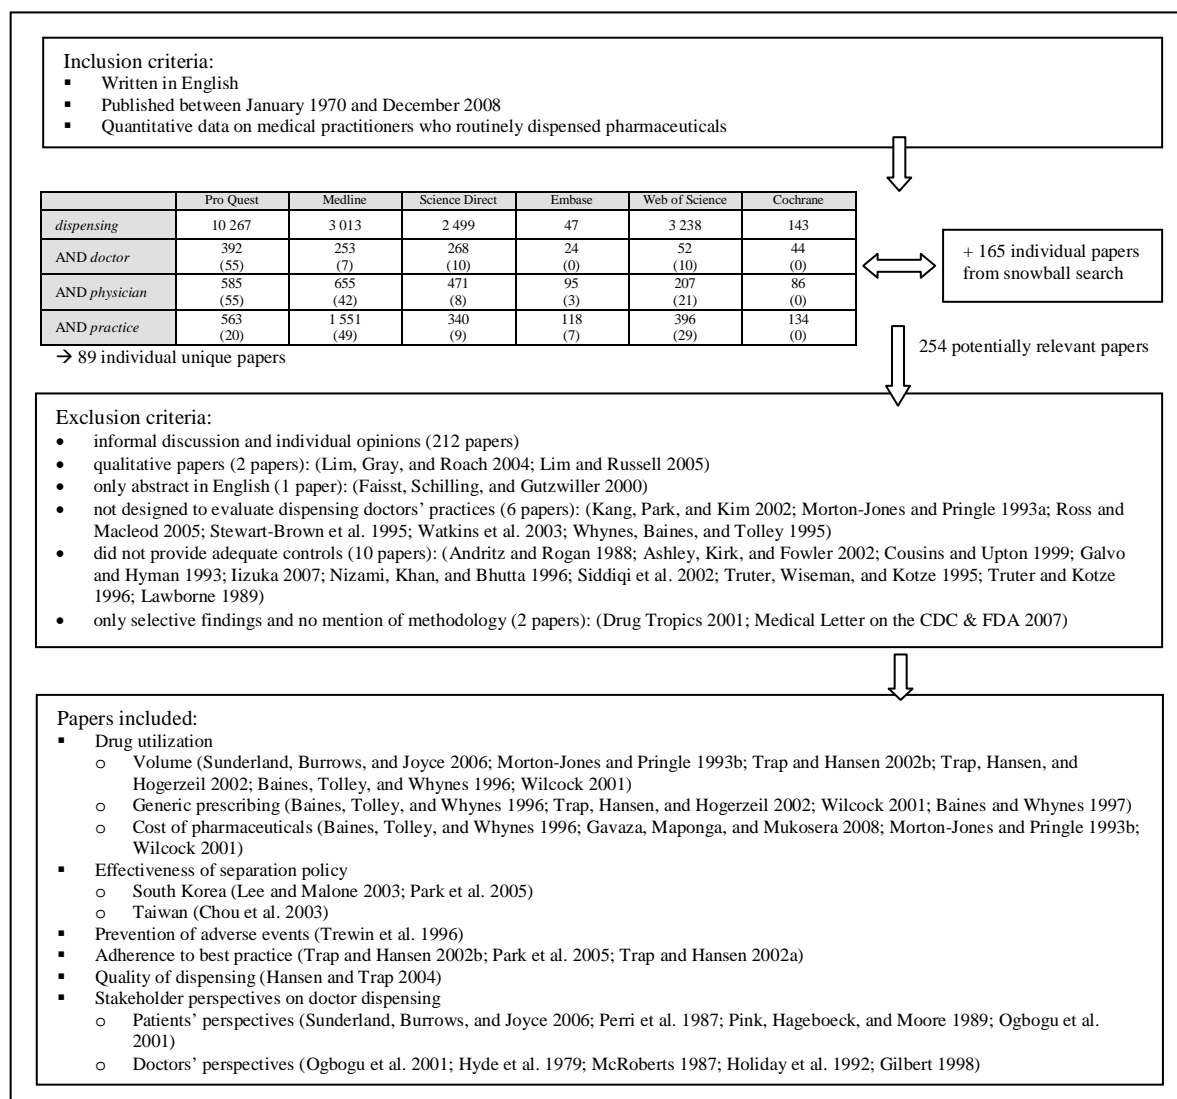 Inclusion criteria:
▪ Written in English
▪ Published between January 1970 and December 2008
▪ Quantitative data on medical practitioners who routinely dispensed pharmaceuticals
Pro Quest Medline Science Direct Embase Web of Science Cochrane
dispensing 10 267 3 013 2 499 47 3 238 143
AND doctor 392 253 268 24 52 44
(55) (7) (10) (0) (10) (0)
AND physician 585 655 471 95 207 86
(55) (42) (8) (3) (21) (0)
AND practice 563 1 551 340 118 396 134
(20) (49) (9) (7) (29) (0)
→ 89 individual unique papers
+ 165 individual papers
from snowball search
254 potentially relevant papers
Exclusion criteria:
• informal discussion and individual opinions (212 papers)
• qualitative papers (2 papers): (Lim, Gray, and Roach 2004; Lim and Russell 2005)
• only abstract in English (1 paper): (Faisst, Schilling, and Gutzwiller 2000)
• not designed to evaluate dispensing doctors' practices (6 papers): (Kang, Park, and Kim 2002; Morton-Jones and Pringle 1993a; Ross and
Macleod 2005; Stewart-Brown et al. 1995; Watkins et al. 2003; Whynes, Baines, and Tolley 1995)
• did not provide adequate controls (10 papers): (Andritz and Rogan 1988; Ashley, Kirk, and Fowler 2002; Cousins and Upton 1999; Galvo
and Hyman 1993; Iizuka 2007; Nizami, Khan, and Bhutta 1996; Siddiqi et al. 2002; Truter, Wiseman, and Kotze 1995; Truter and Kotze
1996; Lawborne 1989)
• only selective findings and no mention of methodology (2 papers): (Drug Tropics 2001; Medical Letter on the CDC & FDA 2007)
Papers included:
▪ Drug utilization
o Volume (Sunderland, Burrows, and Joyce 2006; Morton-Jones and Pringle 1993b; Trap and Hansen 2002b; Trap, Hansen, and
Hogerzeil 2002; Baines, Tolley, and Whynes 1996; Wilcock 2001)
o Generic prescribing (Baines, Tolley, and Whynes 1996; Trap, Hansen, and Hogerzeil 2002; Wilcock 2001; Baines and Whynes 1997)
o Cost of pharmaceuticals (Baines, Tolley, and Whynes 1996; Gavaza, Maponga, and Mukosera 2008; Morton-Jones and Pringle 1993b;
Wilcock 2001)
▪ Effectiveness of separation policy
o South Korea (Lee and Malone 2003; Park et al. 2005)
o Taiwan (Chou et al. 2003)
▪ Prevention of adverse events (Trewin et al. 1996)
▪ Adherence to best practice (Trap and Hansen 2002b; Park et al. 2005; Trap and Hansen 2002a)
▪ Quality of dispensing (Hansen and Trap 2004)
▪ Stakeholder perspectives on doctor dispensing
o Patients' perspectives (Sunderland, Burrows, and Joyce 2006; Perri et al. 1987; Pink, Hageboeck, and Moore 1989; Ogbogu et al.
2001)
o Doctors' perspectives (Ogbogu et al. 2001; Hyde et al. 1979; McRoberts 1987; Holiday et al. 1992; Gilbert 1998)